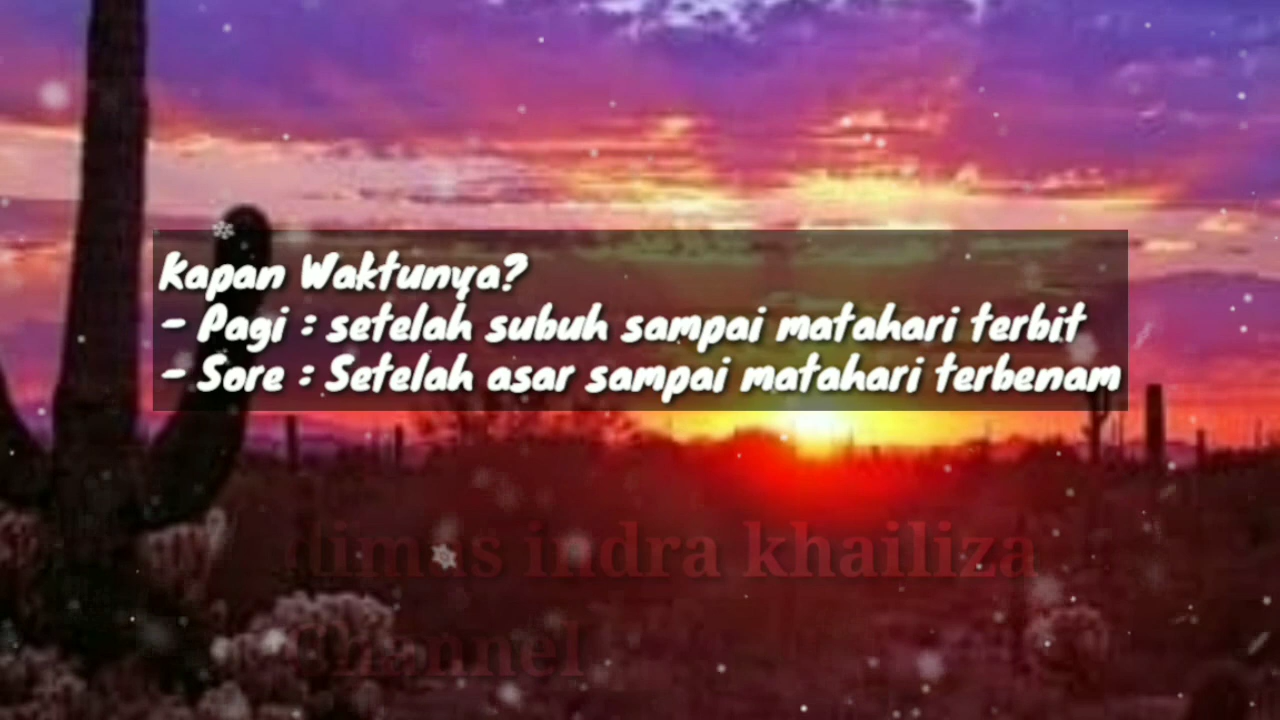 Kapan Waktunya?
- Pagi : setelah subuh sampai matahari terbit
- Sore : Setelah asar sampai matahari terbenam
dimas indra khailiza
Channel